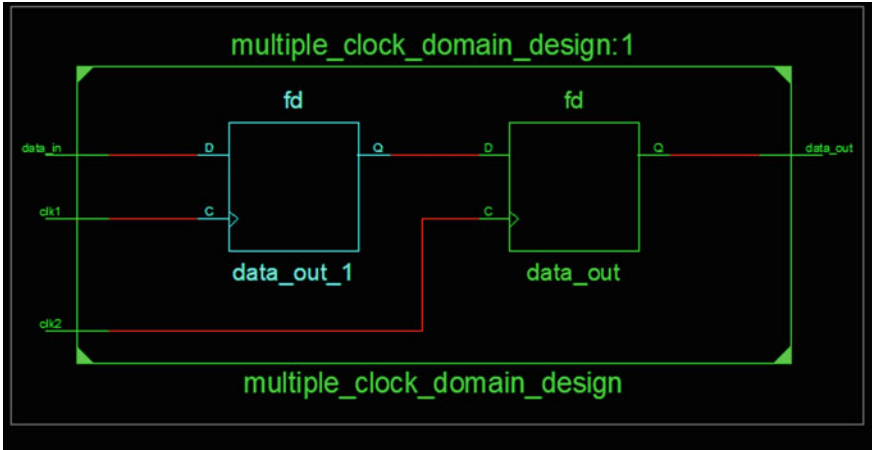 multiple_clock_domain_design:1
fd fd
data_in D Q D Q data_out
clk1 C C
data_out_1 data_out
clk2
multiple_clock_domain_design